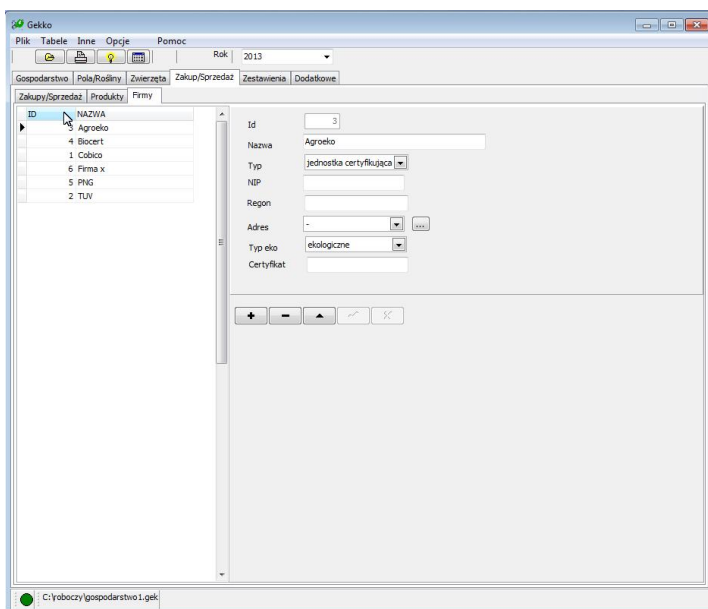 Gekko
Plik Tabele Inne Opcje Pomoc
Rok 2013
Gospodarstwo Pola/Rośliny Zwierzęta Zakup/Sprzedaż Zestawienia Dodatkowe
Zakupy/Sprzedaż Produkty Firmy
ID NAZWA
3 Agroeko
4 Biocert
1 Cobico
6 Firma x
5 PNG
2 TUV
Id 3
Nazwa Agroeko
Typ jednostka certyfikująca
NIP
Regon
Adres -
Typ eko ekologiczne
Certyfikat
C:\roboczy\gospodarstwo1.gek